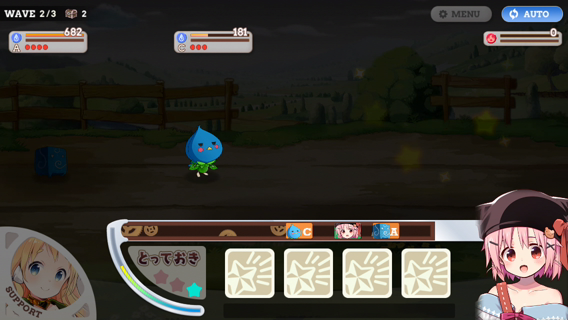 WAVE 2/3 2
MENU
AUTO
682
A
181
C
0
C
A
とっておき
SUPPORT